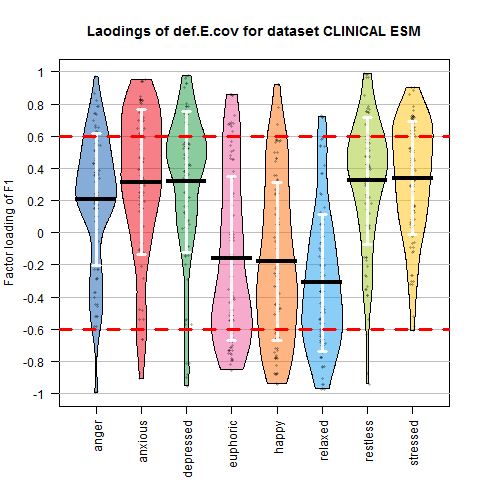 Laodings of def.E.cov for dataset CLINICAL ESM
Factor loading of F1
1
0.8
0.6
0.4
0.2
0
-0.2
-0.4
-0.6
-0.8
-1
anger
anxious
depressed
euphoric
happy
relaxed
restless
stressed